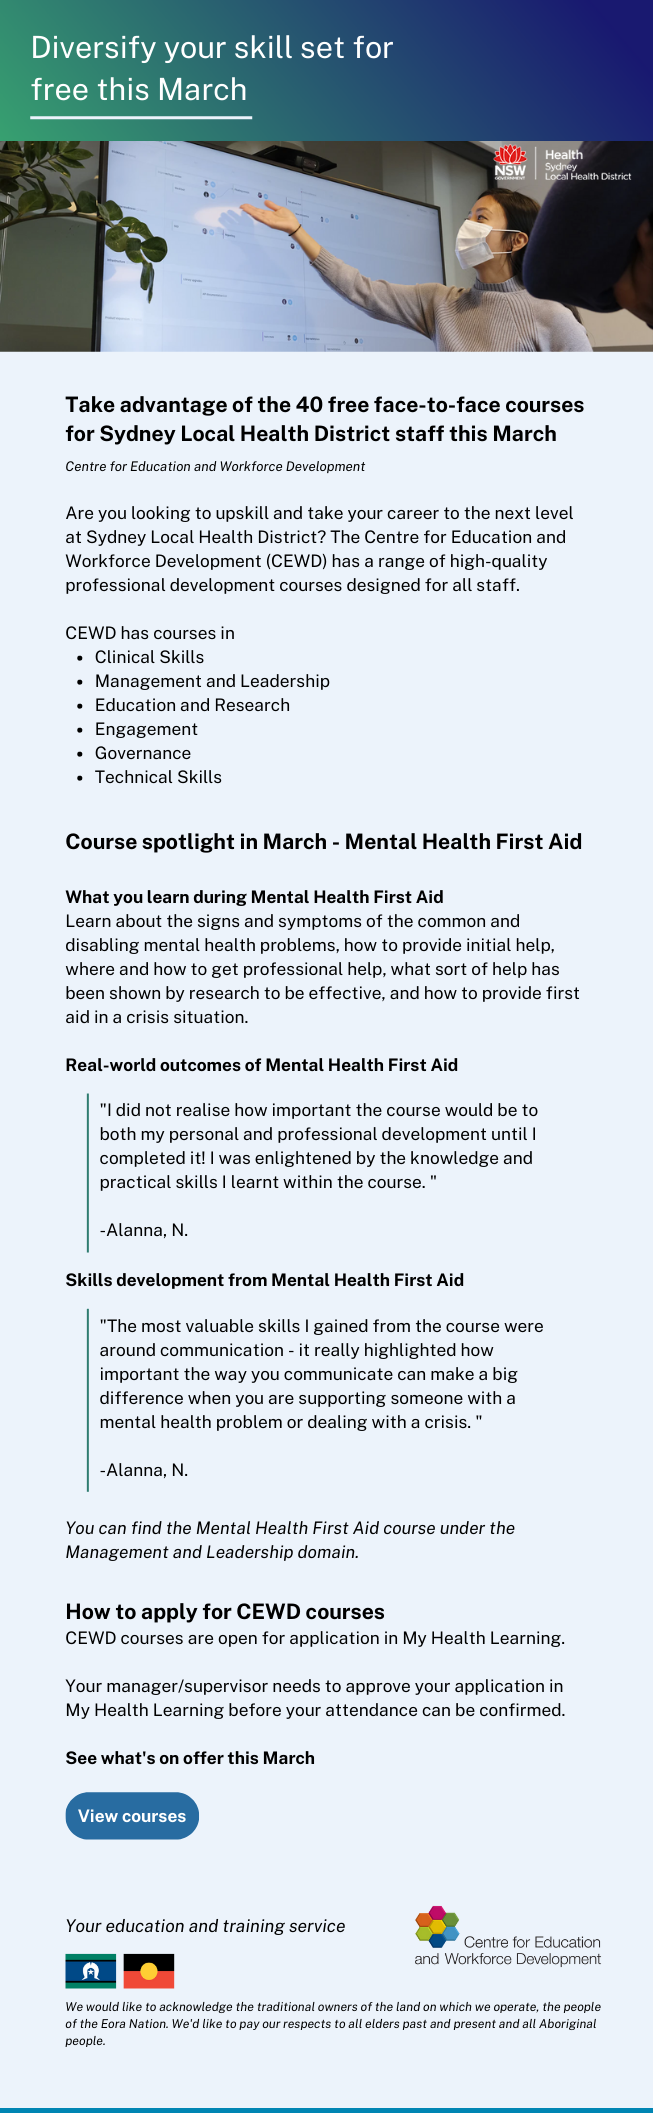 Diversify your skill set for
free this March
NSW
GOVERNMENT
Health
Sydney
Local Health District
Take advantage of the 40 free face-to-face courses
for Sydney Local Health District staff this March
Centre for Education and Workforce Development
Are you looking to upskill and take your career to the next level
at Sydney Local Health District? The Centre for Education and
Workforce Development (CEWD) has a range of high-quality
professional development courses designed for all staff.
CEWD has courses in
• Clinical Skills
• Management and Leadership
• Education and Research
• Engagement
• Governance
• Technical Skills
Course spotlight in March - Mental Health First Aid
What you learn during Mental Health First Aid
Learn about the signs and symptoms of the common and
disabling mental health problems, how to provide initial help,
where and how to get professional help, what sort of help has
been shown by research to be effective, and how to provide first
aid in a crisis situation.
Real-world outcomes of Mental Health First Aid
"I did not realise how important the course would be to
both my personal and professional development until I
completed it! I was enlightened by the knowledge and
practical skills I learnt within the course. "
-Alanna, N.
Skills development from Mental Health First Aid
"The most valuable skills I gained from the course were
around communication - it really highlighted how
important the way you communicate can make a big
difference when you are supporting someone with a
mental health problem or dealing with a crisis. "
-Alanna, N.
You can find the Mental Health First Aid course under the
Management and Leadership domain.
How to apply for CEWD courses
CEWD courses are open for application in My Health Learning.
Your manager/supervisor needs to approve your application in
My Health Learning before your attendance can be confirmed.
See what's on offer this March
View courses
Your education and training service
Centre for Education
and Workforce Development
We would like to acknowledge the traditional owners of the land on which we operate, the people
of the Eora Nation. We'd like to pay our respects to all elders past and present and all Aboriginal
people.